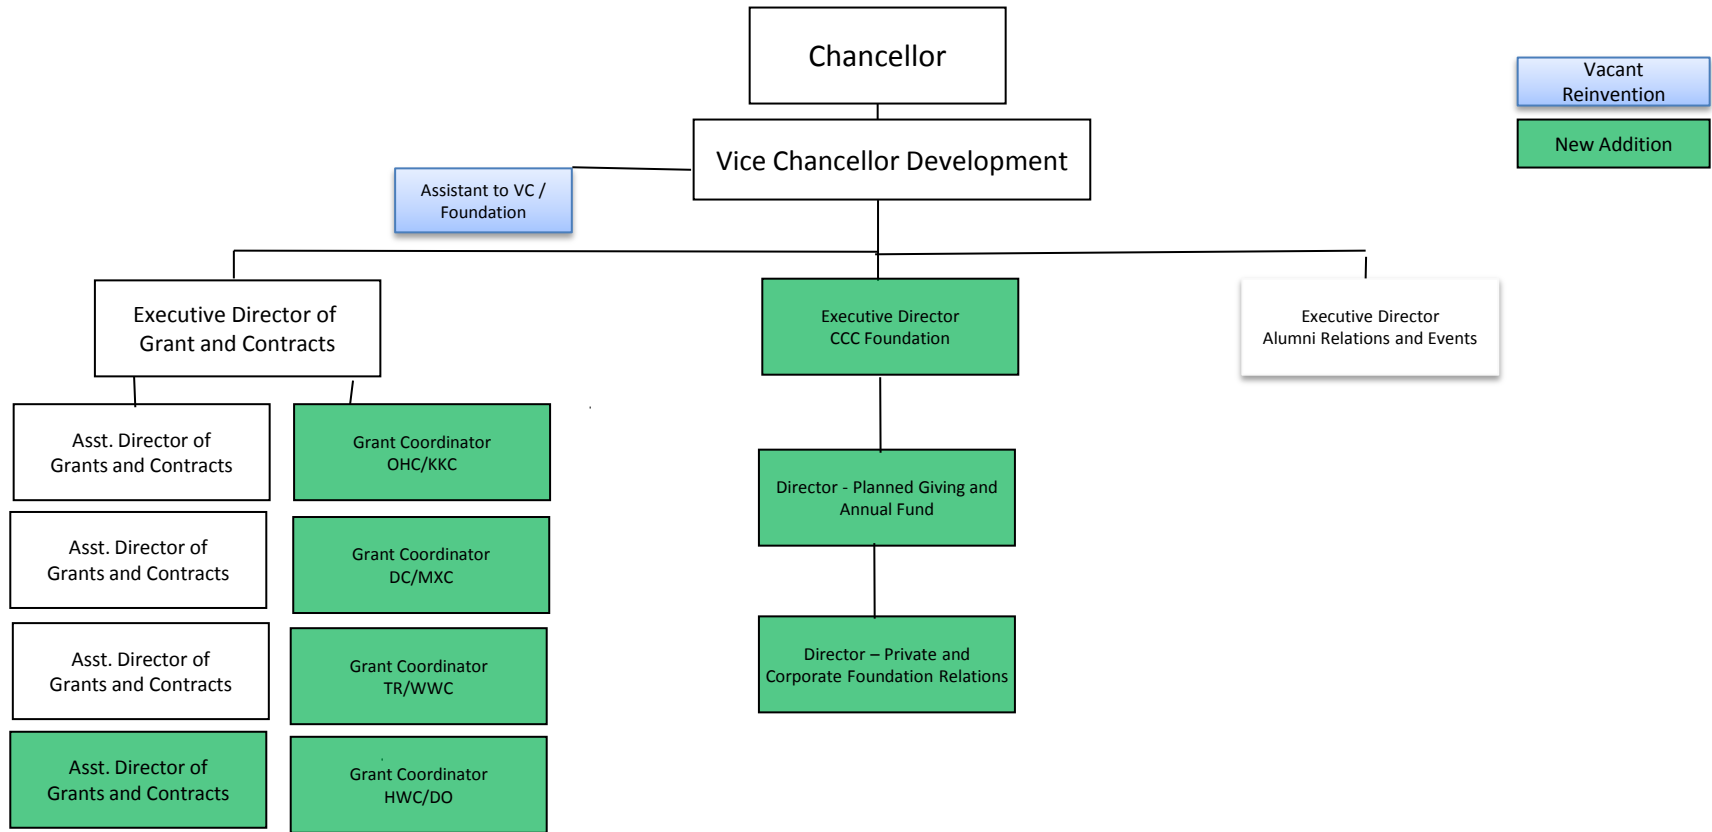 Chancellor
Vacant
Reinvention
New Addition
Vice Chancellor Development
Assistant to VC /
Foundation
Executive Director of
Grant and Contracts
Executive Director
CCC Foundation
Executive Director
Alumni Relations and Events
Asst. Director of
Grants and Contracts
Grant Coordinator
OHC/KKC
Asst. Director of
Grants and Contracts
Grant Coordinator
DC/MXC
Asst. Director of
Grants and Contracts
Grant Coordinator
TR/WWC
Asst. Director of
Grants and Contracts
Grant Coordinator
HWC/DO
Director - Planned Giving and
Annual Fund
Director – Private and
Corporate Foundation Relations